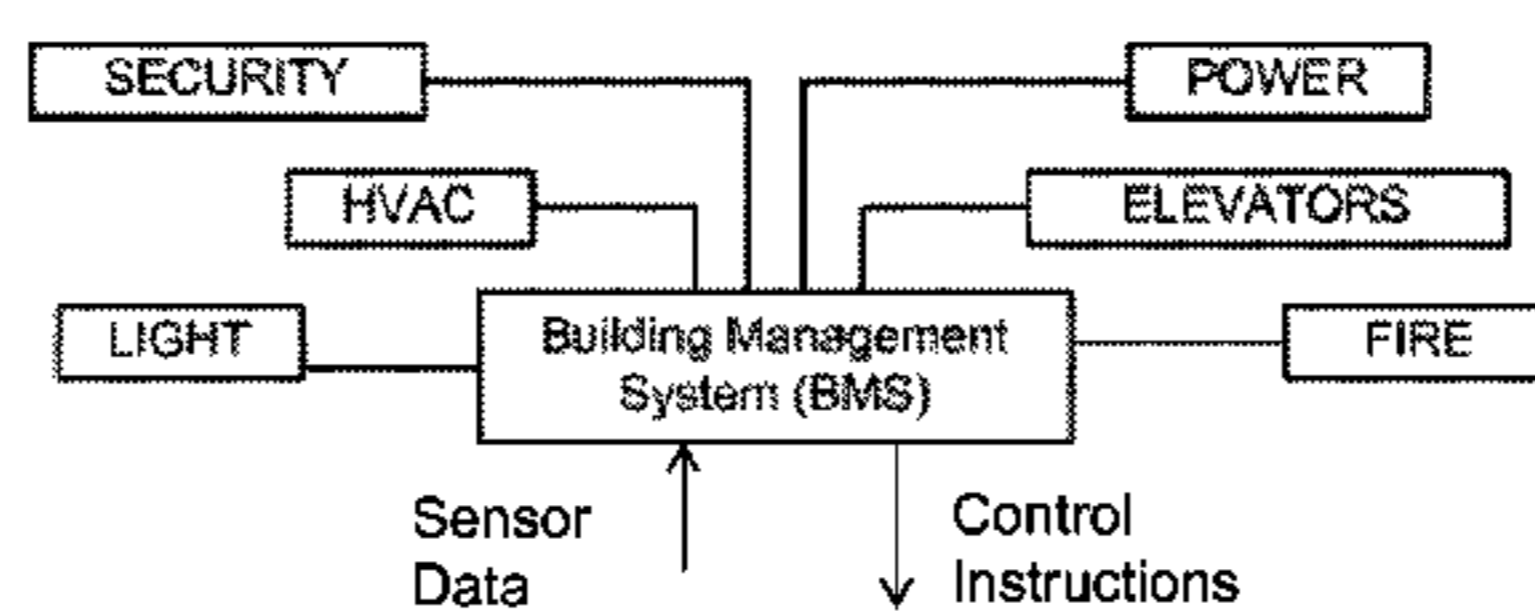 SECURITY
POWER
HVAC
ELEVATORS
LIGHT
Building Management
System (BMS)
FIRE
Sensor
Data
Control
Instructions